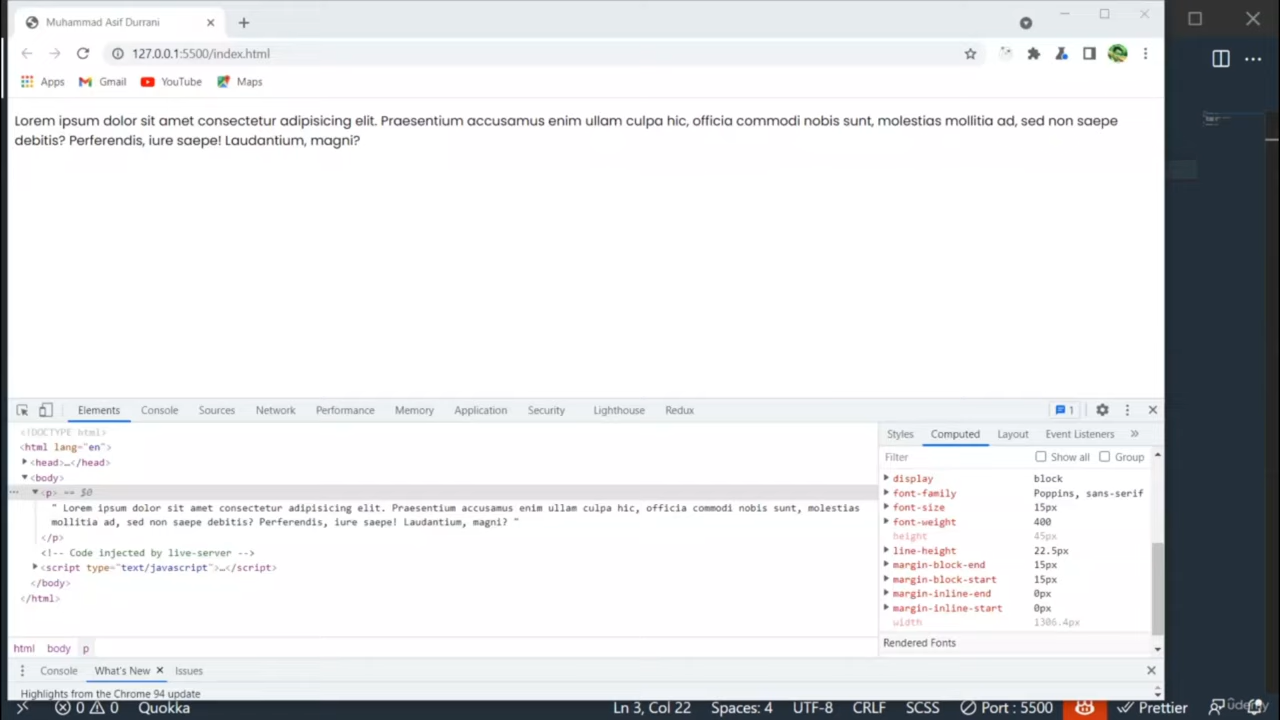 Muhammad Asif Durrani
127.0.0.1:5500/index.html
Apps Gmail YouTube Maps
Lorem ipsum dolor sit amet consectetur adipisicing elit. Praesentium accusamus enim ullam culpa hic, officia commodi nobis sunt, molestias mollitia ad, sed non saepe
debitis? Perferendis, iure saepe! Laudantium, magni?
Elements Console Sources Network Performance Memory Application Security Lighthouse Redux 1
<!DOCTYPE html>
<html lang="en">
<head>…</head>
<body>
<p> == $0
" Lorem ipsum dolor sit amet consectetur adipisicing elit. Praesentium accusamus enim ullam culpa hic, officia commodi nobis sunt, molestias
mollitia ad, sed non saepe debitis? Perferendis, iure saepe! Laudantium, magni? "
</p>
<!-- Code injected by live-server -->
<script type="text/javascript">…</script>
</body>
</html>
html body p
Styles Computed Layout Event Listeners »
Filter Show all Group
display block
font-family Poppins, sans-serif
font-size 15px
font-weight 400
height 45px
line-height 22.5px
margin-block-end 15px
margin-block-start 15px
margin-inline-end 0px
margin-inline-start 0px
width 1306.4px
Rendered Fonts
Console What's New Issues
Highlights from the Chrome 94 update
0 0 Quokka Ln 3, Col 22 Spaces: 4 UTF-8 CRLF SCSS Port : 5500 Prettier
ûdemy